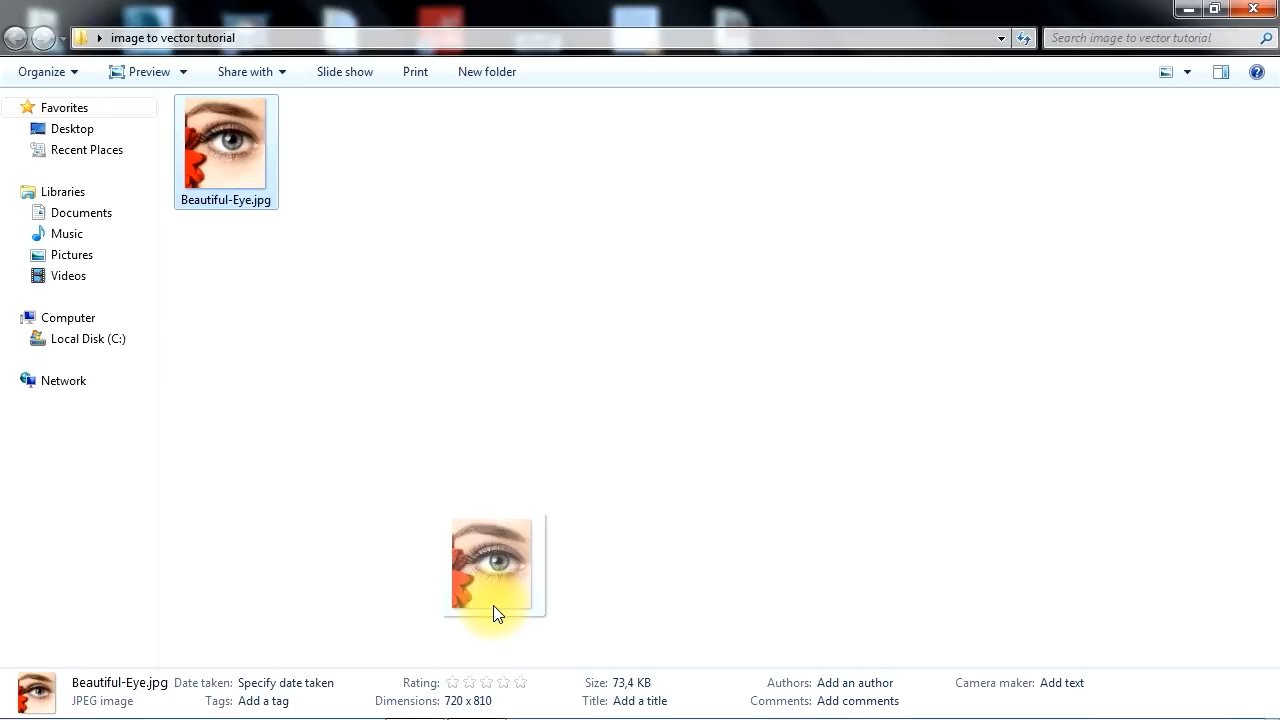 image to vector tutorial
Search image to vector tutorial
Organize Preview Share with Slide show Print New folder
Favorites
Desktop
Recent Places
Libraries
Documents
Music
Pictures
Videos
Computer
Local Disk (C:)
Network
Beautiful-Eye.jpg
Beautiful-Eye.jpg Date taken: Specify date taken Rating: Size: 73,4 KB Authors: Add an author Camera maker: Add text
JPEG image Tags: Add a tag Dimensions: 720 x 810 Title: Add a title Comments: Add comments